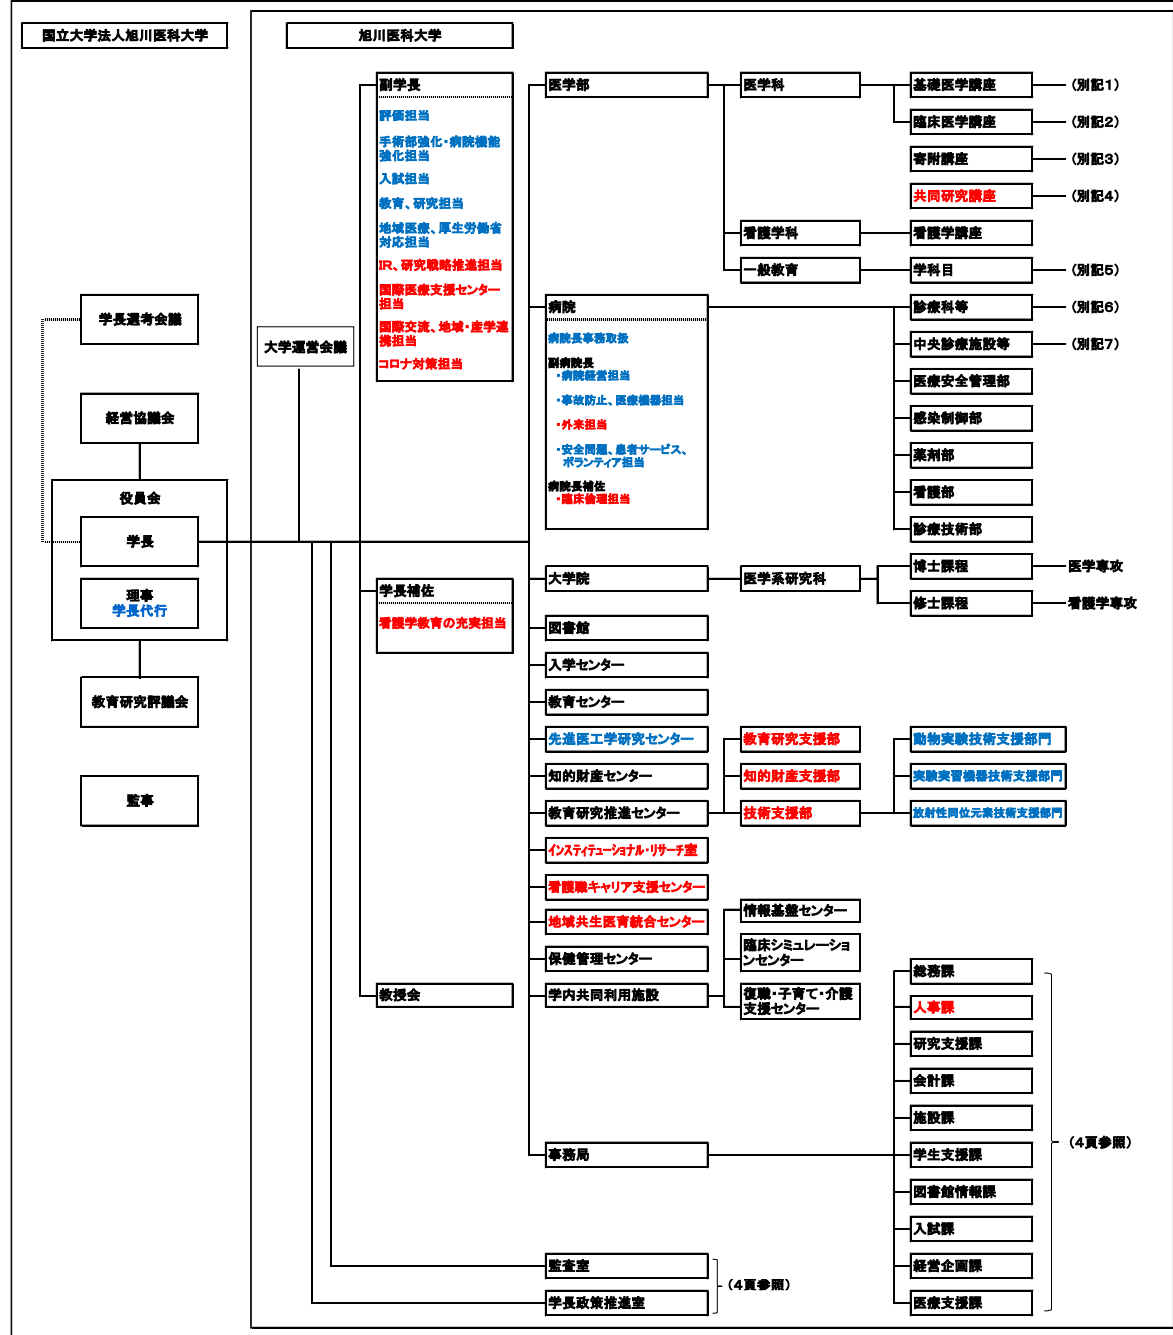 国立大学法人旭川医科大学
旭川医科大学
学長選考会議
経営協議会
役員会
学長
理事
学長代行
教育研究評議会
監事
大学運営会議
副学長
評価担当
手術部強化・病院機能
強化担当
入試担当
教育、研究担当
地域医療、厚生労働省
対応担当
IR、研究戦略推進担当
国際医療支援センター
担当
国際交流、地域・産学連
携担当
コロナ対策担当
学長補佐
看護学教育の充実担当
教授会
医学部
医学科
基礎医学講座
(別記1)
臨床医学講座
(別記2)
寄附講座
(別記3)
共同研究講座
(別記4)
看護学科
看護学講座
一般教育
学科目
(別記5)
病院
病院長事務取扱
副病院長
・病院経営担当
・事故防止、医療機器担当
・外来担当
・安全問題、患者サービス、
ボランティア担当
病院長補佐
・臨床倫理担当
診療科等
(別記6)
中央診療施設等
(別記7)
医療安全管理部
感染制御部
薬剤部
看護部
診療技術部
大学院
医学系研究科
博士課程
医学専攻
修士課程
看護学専攻
図書館
入学センター
教育センター
先進医工学研究センター
知的財産センター
教育研究推進センター
教育研究支援部
知的財産支援部
技術支援部
動物実験技術支援部門
実験実習機器技術支援部門
放射性同位元素技術支援部門
インスティテューショナル・リサーチ室
看護職キャリア支援センター
地域共生医育統合センター
保健管理センター
学内共同利用施設
情報基盤センター
臨床シミュレーショ
ンセンター
復職・子育て・介護
支援センター
事務局
総務課
人事課
研究支援課
会計課
施設課
学生支援課
図書館情報課
入試課
経営企画課
医療支援課
(4頁参照)
監査室
学長政策推進室
(4頁参照)